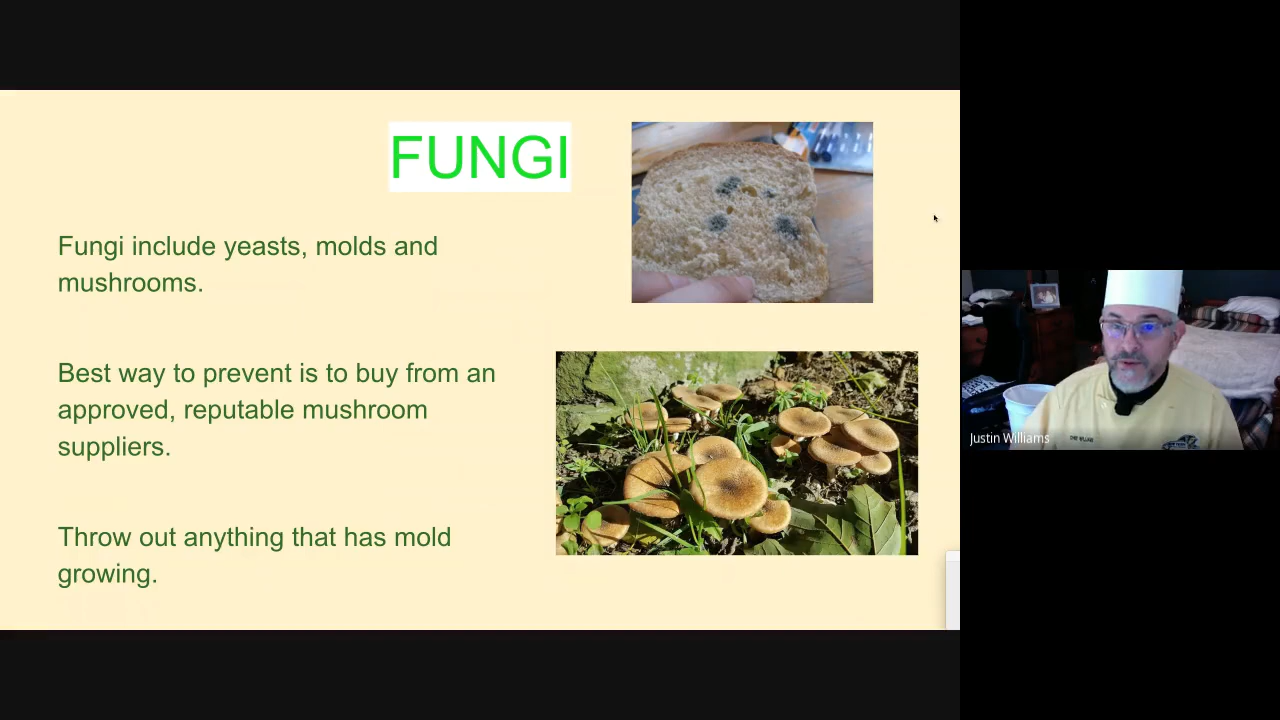 FUNGI
Fungi include yeasts, molds and
mushrooms.
Best way to prevent is to buy from an
approved, reputable mushroom
suppliers.
Throw out anything that has mold
growing.
Justin Williams